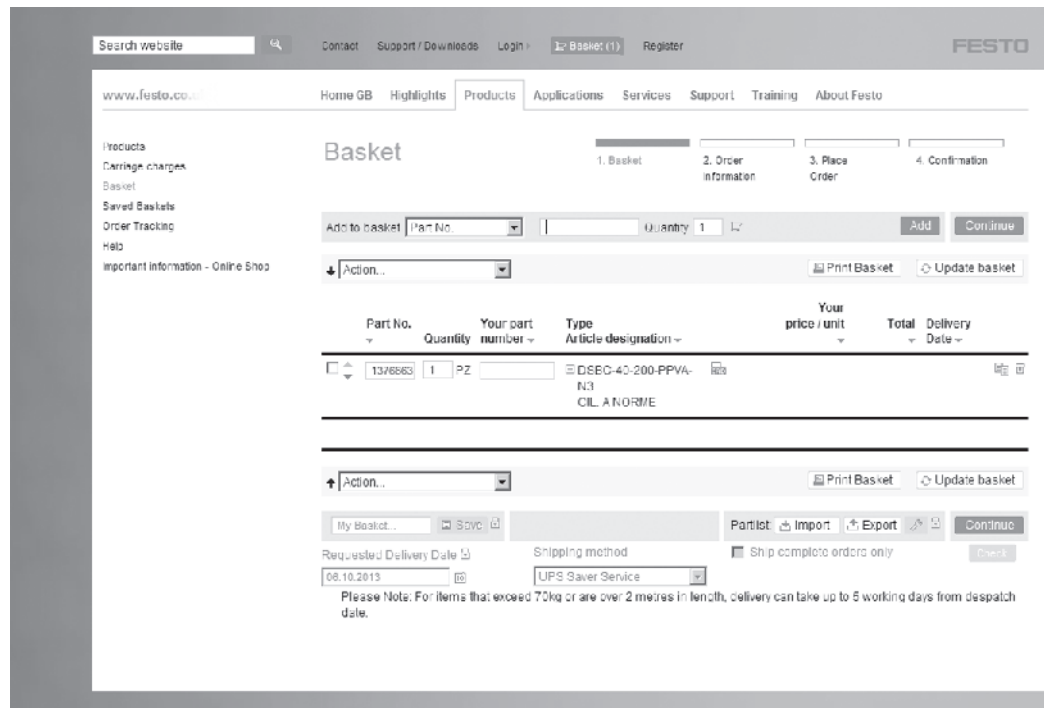 Search website
Contact Support / Downloads Login Basket (1) Register
FESTO
www.festo.co.
Home GB Highlights Products Applications Services Support Training About Festo
Products
Carriage charges
Basket
Saved Baskets
Order Tracking
Help
Important information - Online Shop
Basket
1. Basket
2. Order
Information
3. Place
Order
4. Confirmation
Add to basket Part No. Quantity 1 Add Continue
Action... Print Basket Update basket
Part No. Quantity Your part
number Type
Article designation Your
price / unit Total Delivery
Date
1376663 1 PZ DSBC-40-200-PPVA-
N3
CIL. A NORME
Action... Print Basket Update basket
My Basket... Save Partlist: Import Export Continue
Requested Delivery Date Shipping method Ship complete orders only Check
06.10.2013 UPS Saver Service
Please Note: For items that exceed 70kg or are over 2 metres in length, delivery can take up to 5 working days from despatch
date.